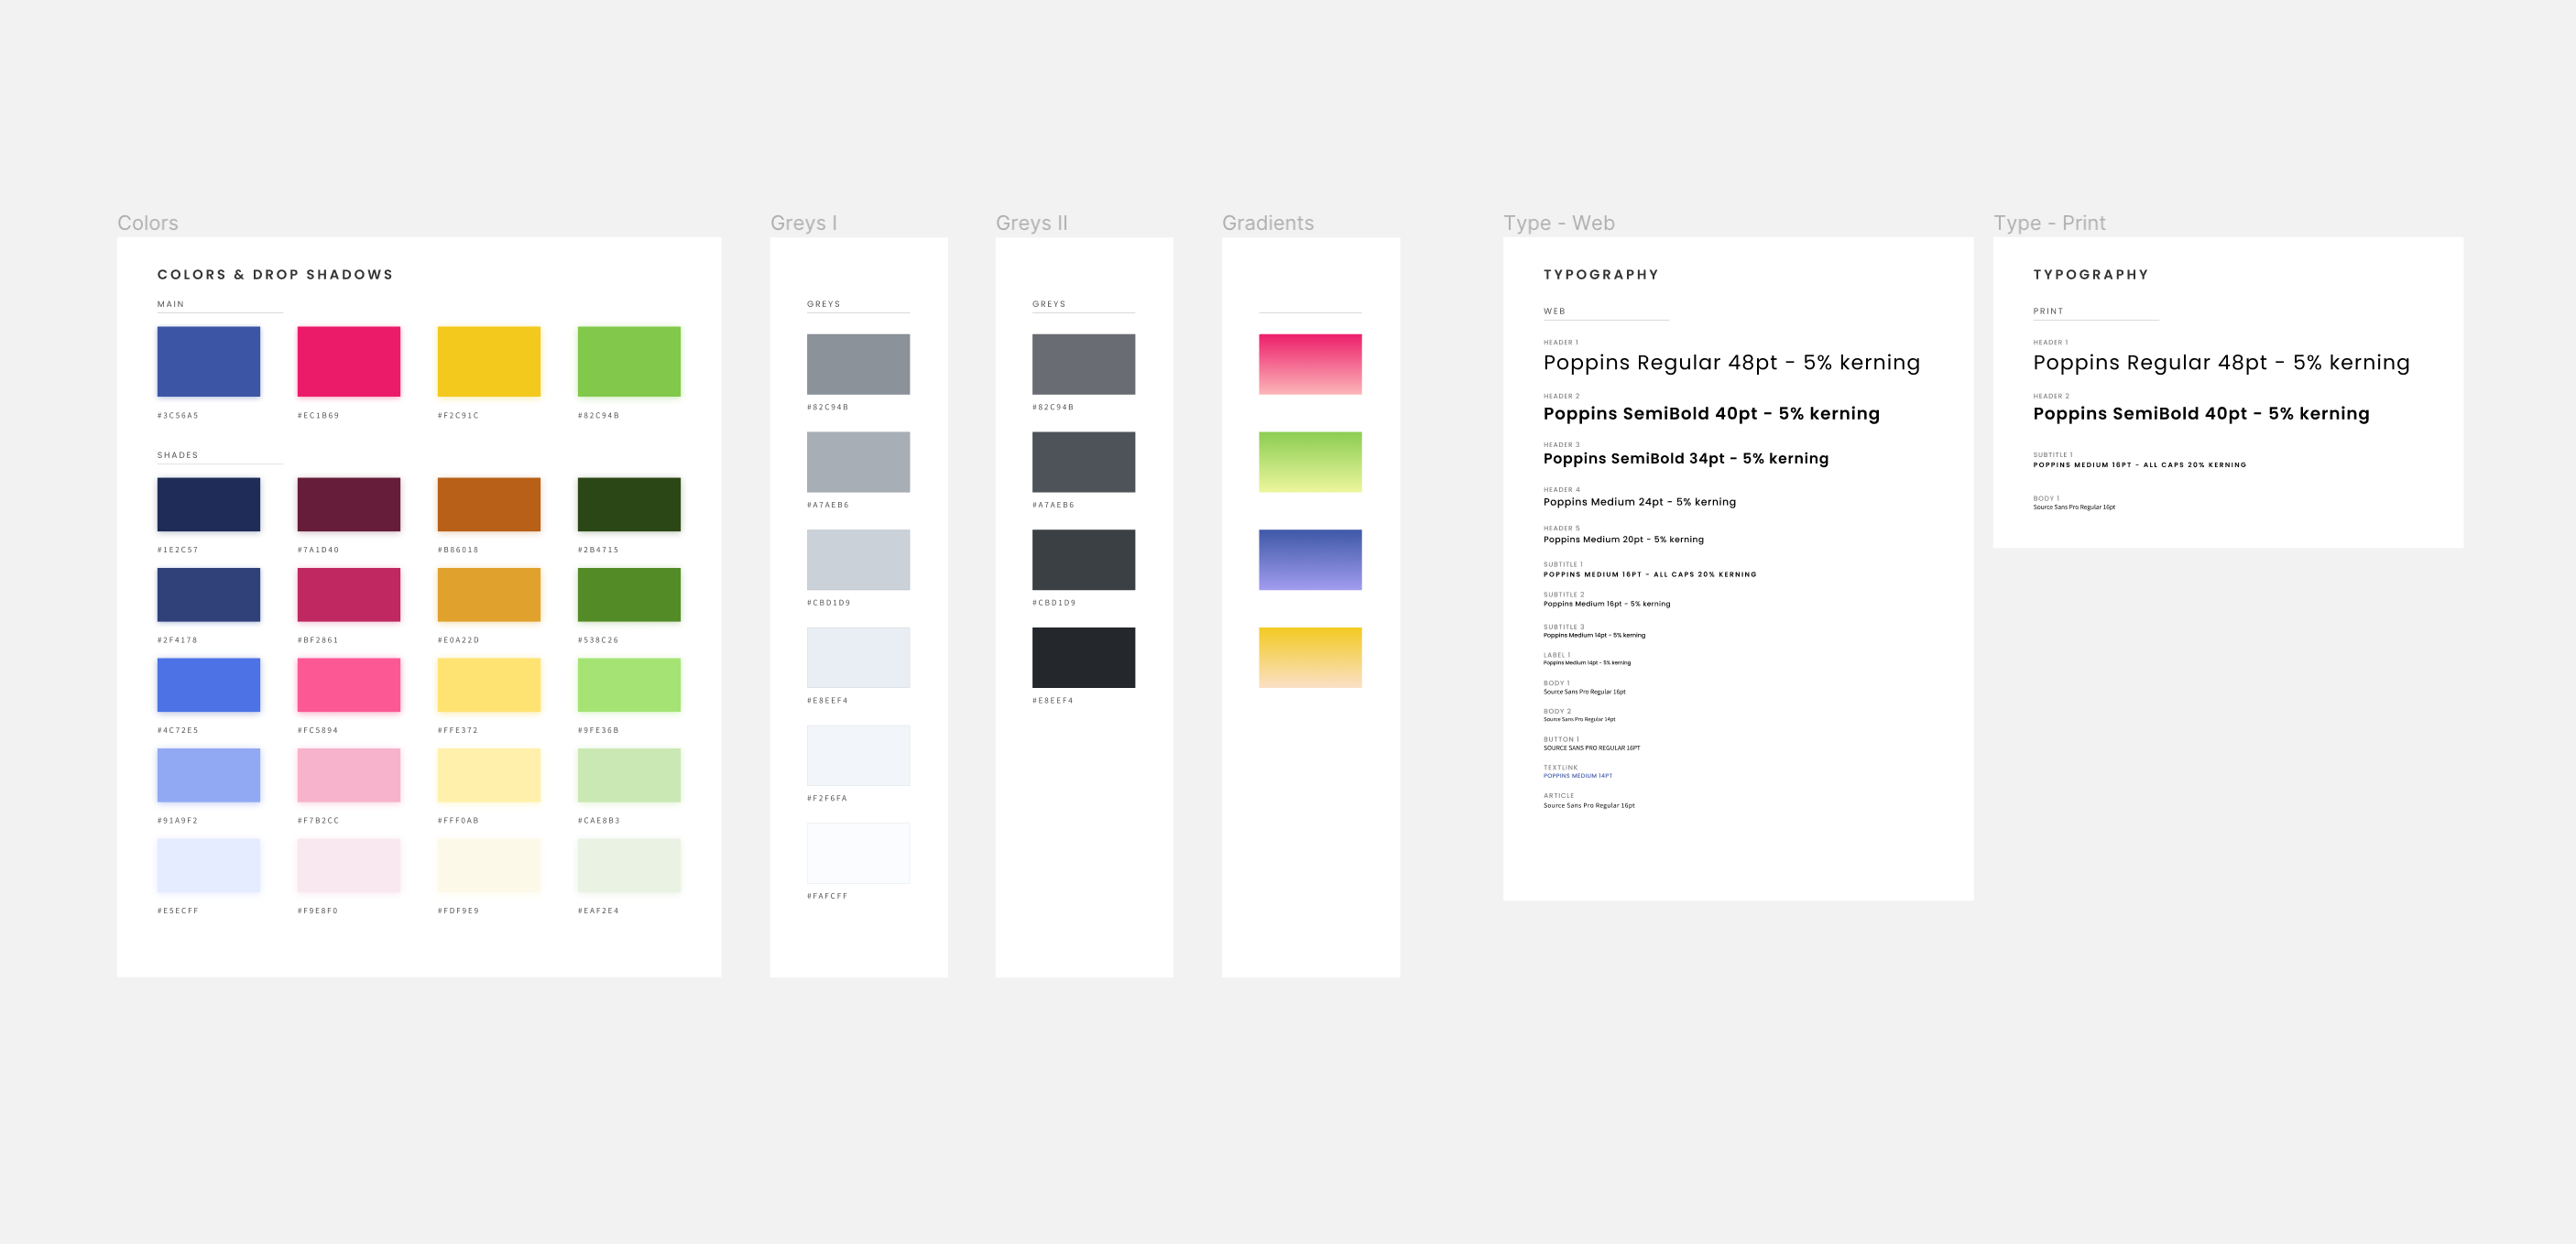 Colors
COLORS & DROP SHADOWS
MAIN
#3C56A5 #EC1B69 #F2C91C #82C94B
SHADES
#1E2C57 #7A1D40 #B86018 #2B4715
#2F4178 #BF2861 #E0A22D #538C26
#4C72E5 #FC5894 #FFE372 #9FE36B
#91A9F2 #F7B2CC #FFF0AB #CAE8B3
#E5ECFF #F9E8F0 #FDF9E9 #EAF2E4
Greys I
GREYS
#82C94B
#A7AEB6
#CBD1D9
#E8EEF4
#F2F6FA
#FAFCFF
Greys II
GREYS
#82C94B
#A7AEB6
#CBD1D9
#E8EEF4
Gradients
Type - Web
TYPOGRAPHY
WEB
HEADER 1
Poppins Regular 48pt - 5% kerning
HEADER 2
Poppins SemiBold 40pt - 5% kerning
HEADER 3
Poppins SemiBold 34pt - 5% kerning
HEADER 4
Poppins Medium 24pt - 5% kerning
HEADER 5
Poppins Medium 20pt - 5% kerning
SUBTITLE 1
POPPINS MEDIUM 16PT - ALL CAPS 20% KERNING
SUBTITLE 2
Poppins Medium 16pt - 5% kerning
SUBTITLE 3
Poppins Medium 14pt - 5% kerning
LABEL 1
Poppins Medium 14pt - 5% kerning
BODY 1
Source Sans Pro Regular 16pt
BODY 2
Source Sans Pro Regular 14pt
BUTTON 1
SOURCE SANS PRO REGULAR 16PT
TEXTLINK
POPPINS MEDIUM 14PT
ARTICLE
Source Sans Pro Regular 16pt
Type - Print
TYPOGRAPHY
PRINT
HEADER 1
Poppins Regular 48pt - 5% kerning
HEADER 2
Poppins SemiBold 40pt - 5% kerning
SUBTITLE 1
POPPINS MEDIUM 16PT - ALL CAPS 20% KERNING
BODY 1
Source Sans Pro Regular 16pt